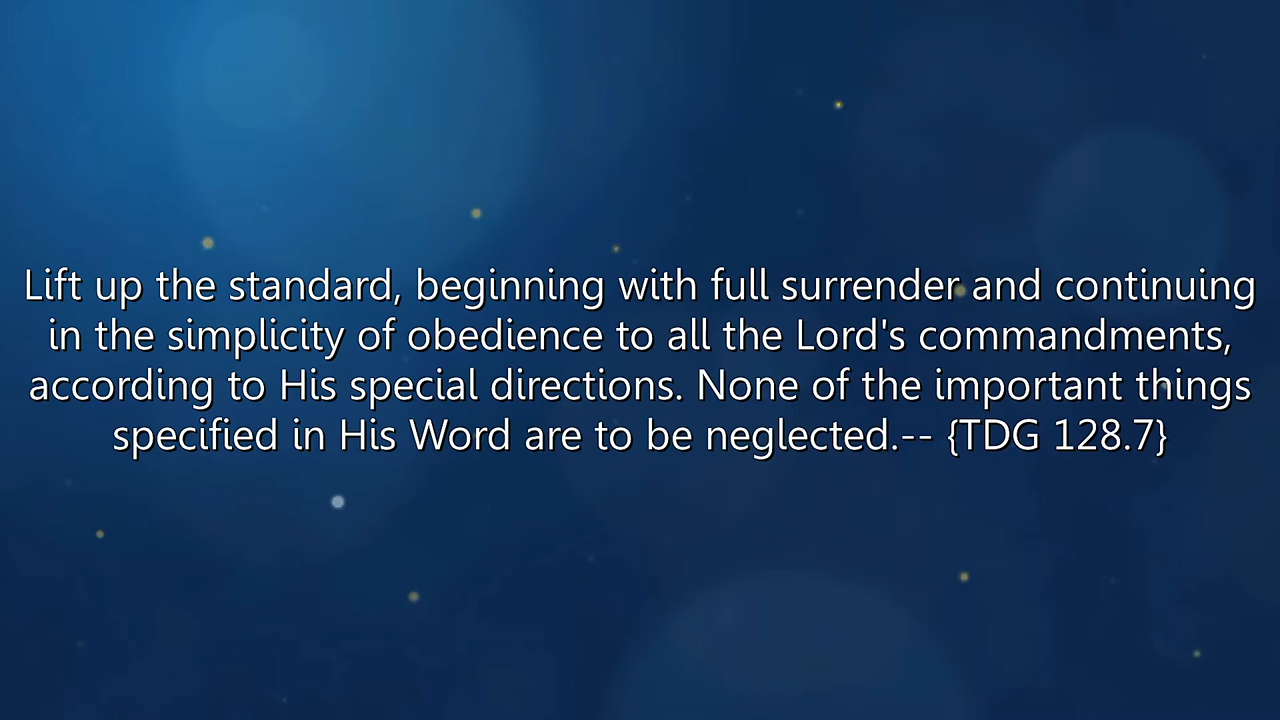 Lift up the standard, beginning with full surrender and continuing
in the simplicity of obedience to all the Lord's commandments,
according to His special directions. None of the important things
specified in His Word are to be neglected.-- {TDG 128.7}